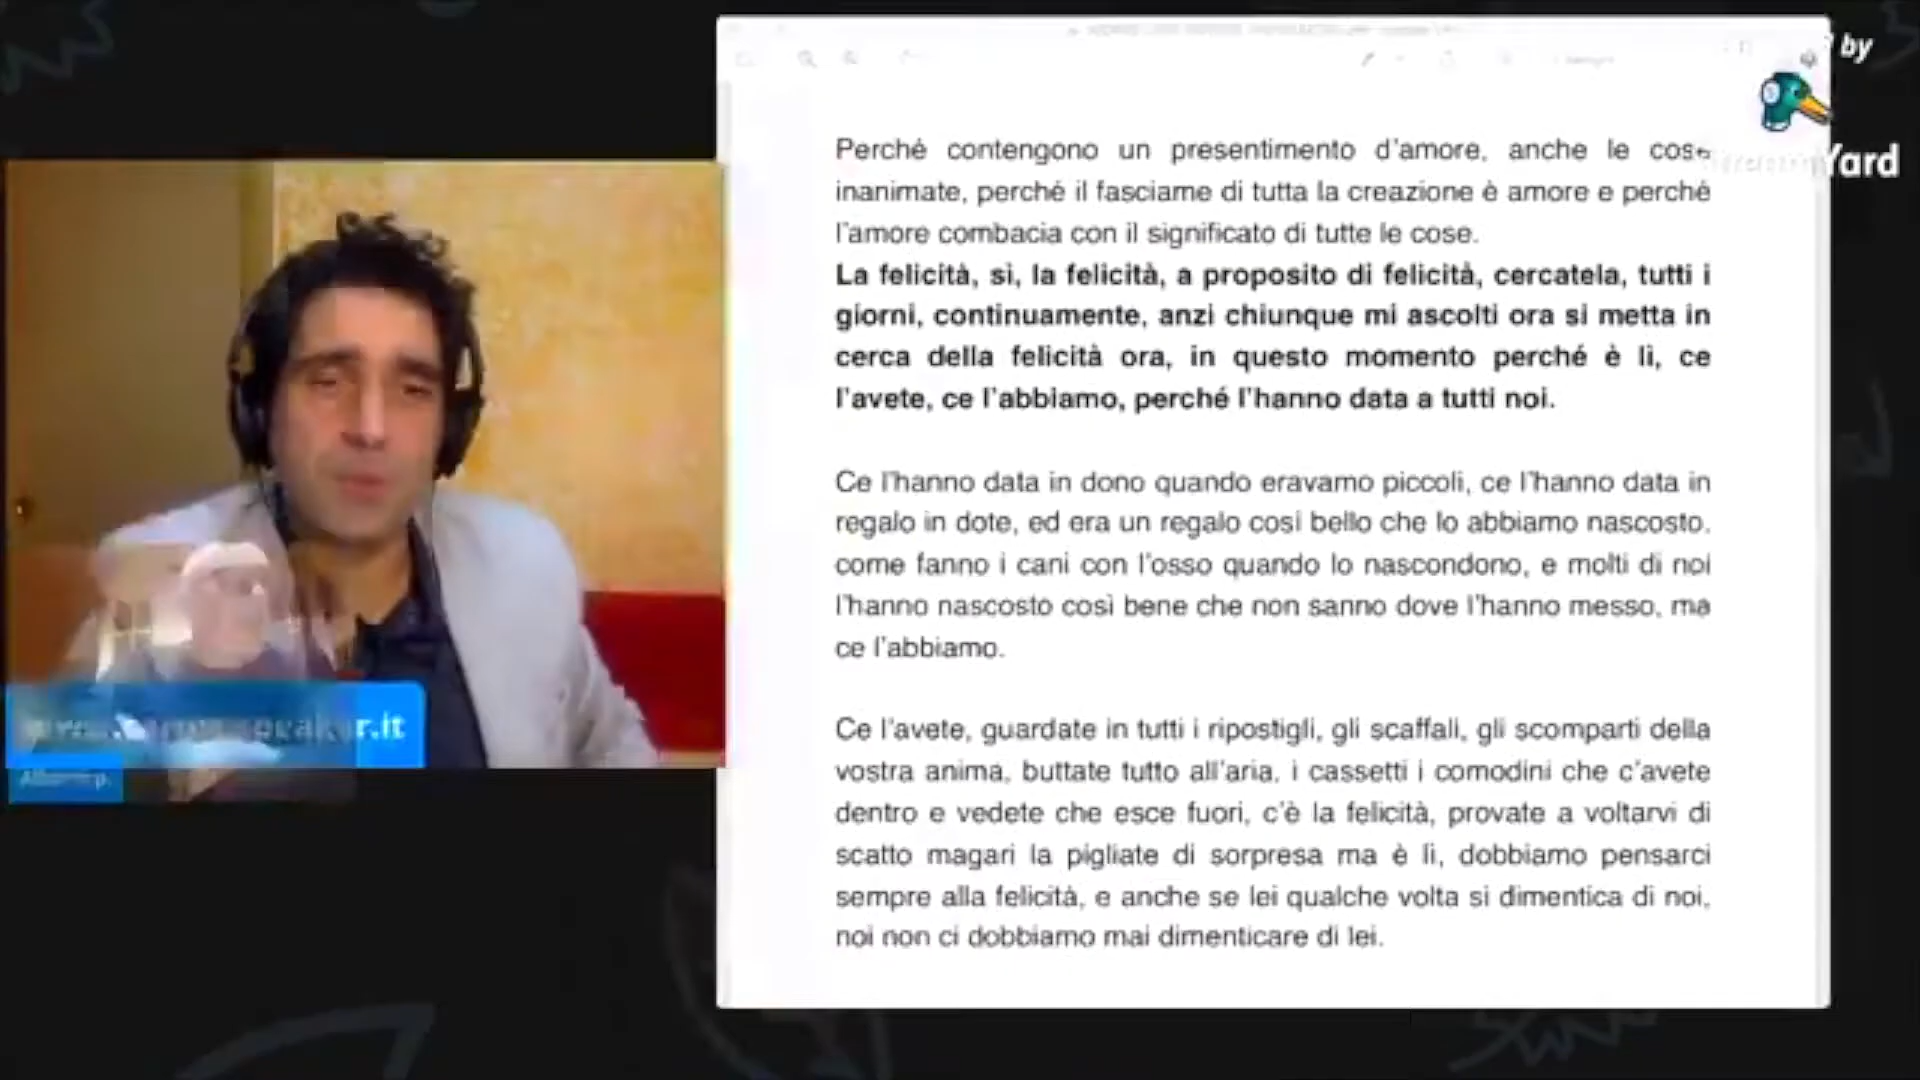 by
Yard
Perché contengono un presentimento d'amore, anche le cose
inanimate, perché il fasciame di tutta la creazione è amore e perché
l'amore combacia con il significato di tutte le cose.
La felicità, sì, la felicità, a proposito di felicità, cercatela, tutti i
giorni, continuamente, anzi chiunque mi ascolti ora si metta in
cerca della felicità ora, in questo momento perché è lì, ce
l'avete, ce l'abbiamo, perché l'hanno data a tutti noi.
Ce l'hanno data in dono quando eravamo piccoli, ce l'hanno data in
regalo in dote, ed era un regalo così bello che lo abbiamo nascosto,
come fanno i cani con l'osso quando lo nascondono, e molti di noi
l'hanno nascosto così bene che non sanno dove l'hanno messo, ma
ce l'abbiamo.
Ce l'avete, guardate in tutti i ripostigli, gli scaffali, gli scomparti della
vostra anima, buttate tutto all'aria, i cassetti i comodini che c'avete
dentro e vedete che esce fuori, c'è la felicità, provate a voltarvi di
scatto magari la pigliate di sorpresa ma è lì, dobbiamo pensarci
sempre alla felicità, e anche se lei qualche volta si dimentica di noi,
noi non ci dobbiamo mai dimenticare di lei.